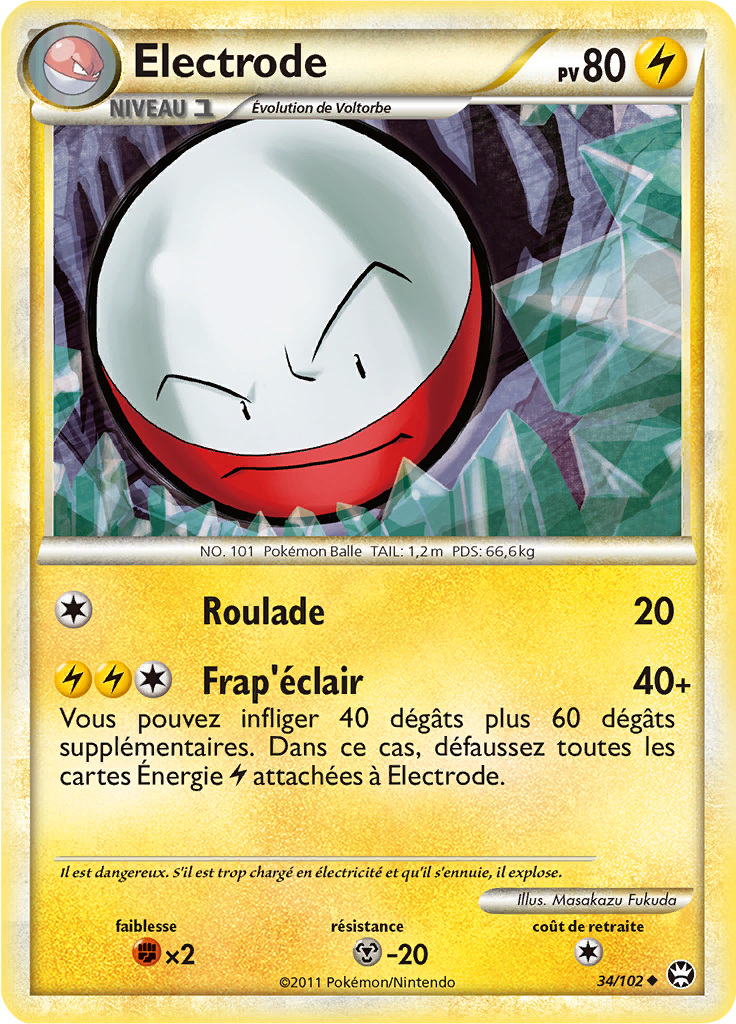 Electrode
PV 80
NIVEAU 1
Évolution de Voltorbe
NO. 101 Pokémon Balle TAIL: 1,2 m PDS: 66,6 kg
Roulade 20
Frap'éclair 40+
Vous pouvez infliger 40 dégâts plus 60 dégâts
supplémentaires. Dans ce cas, défaussez toutes les
cartes Énergie attachées à Electrode.
Il est dangereux. S'il est trop chargé en électricité et qu'il s'ennuie, il explose.
Illus. Masakazu Fukuda
faiblesse résistance coût de retraite
×2 -20
©2011 Pokémon/Nintendo
34/102